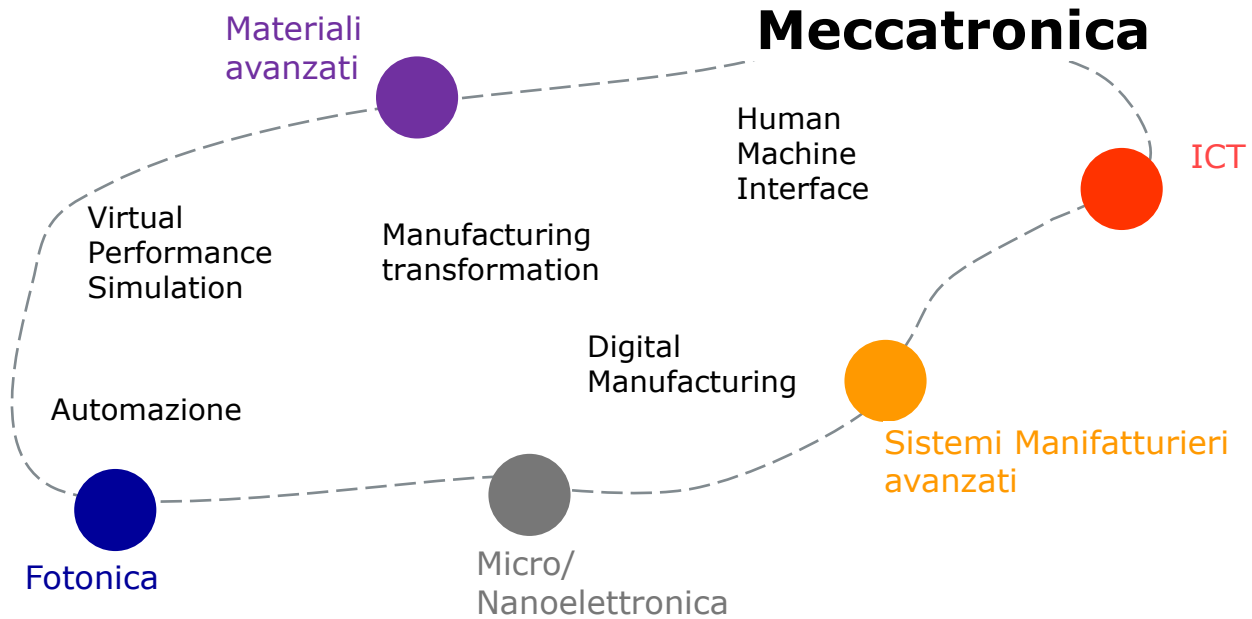 Meccatronica
Materiali
avanzati
Human
Machine
Interface
ICT
Virtual
Performance
Simulation
Manufacturing
transformation
Digital
Manufacturing
Automazione
Sistemi Manifatturieri
avanzati
Fotonica
Micro/
Nanoelettronica